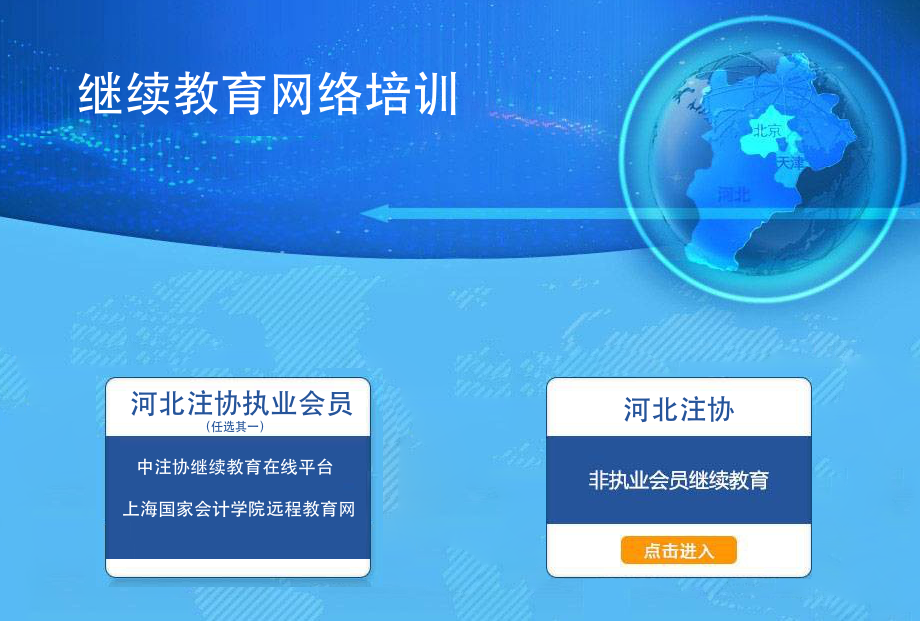 继续教育网络培训
北京
天津
河北
河北注协执业会员
（任选其一）
中注协继续教育在线平台
上海国家会计学院远程教育网
河北注协
非执业会员继续教育
点击进入